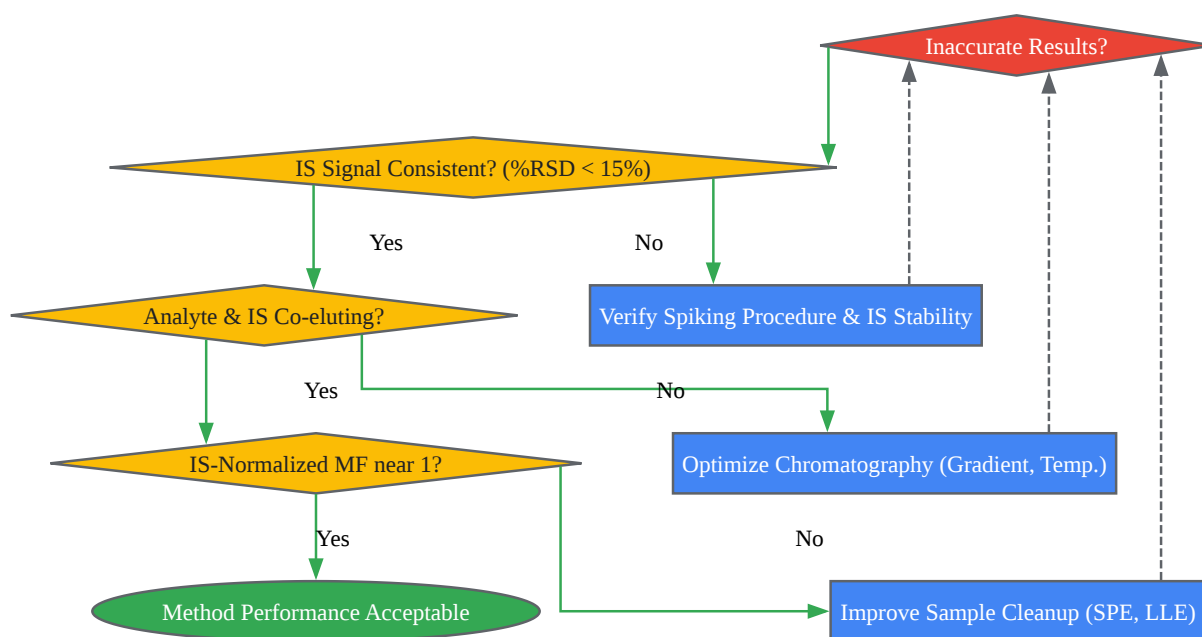 Inaccurate Results?
IS Signal Consistent? (%RSD < 15%)
Yes
No
Analyte & IS Co-eluting?
Verify Spiking Procedure & IS Stability
Yes
No
IS-Normalized MF near 1?
Optimize Chromatography (Gradient, Temp.)
Yes
No
Method Performance Acceptable
Improve Sample Cleanup (SPE, LLE)